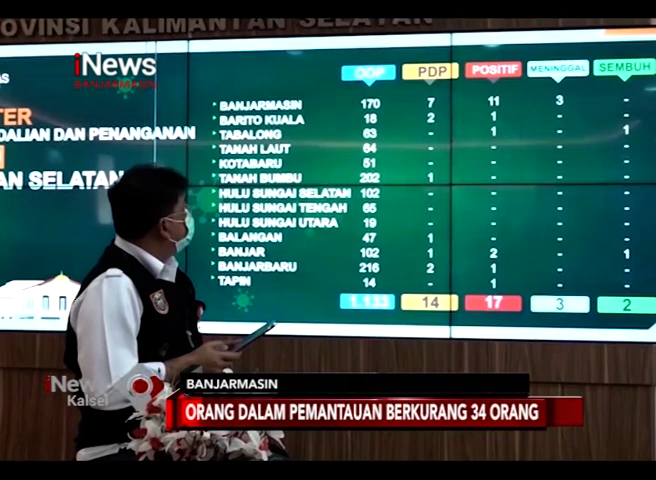 ROVINSI KALIMANTAN SELATAN
iNews
BANJARMASIN
AS
TER
DALIAN DAN PENANGANAN
AN SELATAN
ODP PDP POSITIF MENINGGAL SEMBUH
BANJARMASIN 170 7 11 3 -
BARITO KUALA 18 2 1 - -
TABALONG 63 - 1 - 1
TANAH LAUT 64 - 1 - -
KOTABARU 51 - - - -
TANAH BUMBU 202 1 - - -
HULU SUNGAI SELATAN 102 - - - -
HULU SUNGAI TENGAH 65 - - - -
HULU SUNGAI UTARA 19 - - - -
BALANGAN 47 1 - - -
BANJAR 102 1 2 - 1
BANJARBARU 216 2 1 - -
TAPIN 14 - 1 - -
1.133 14 17 3 2
iNews
Kalsel
BANJARMASIN
ORANG DALAM PEMANTAUAN BERKURANG 34 ORANG